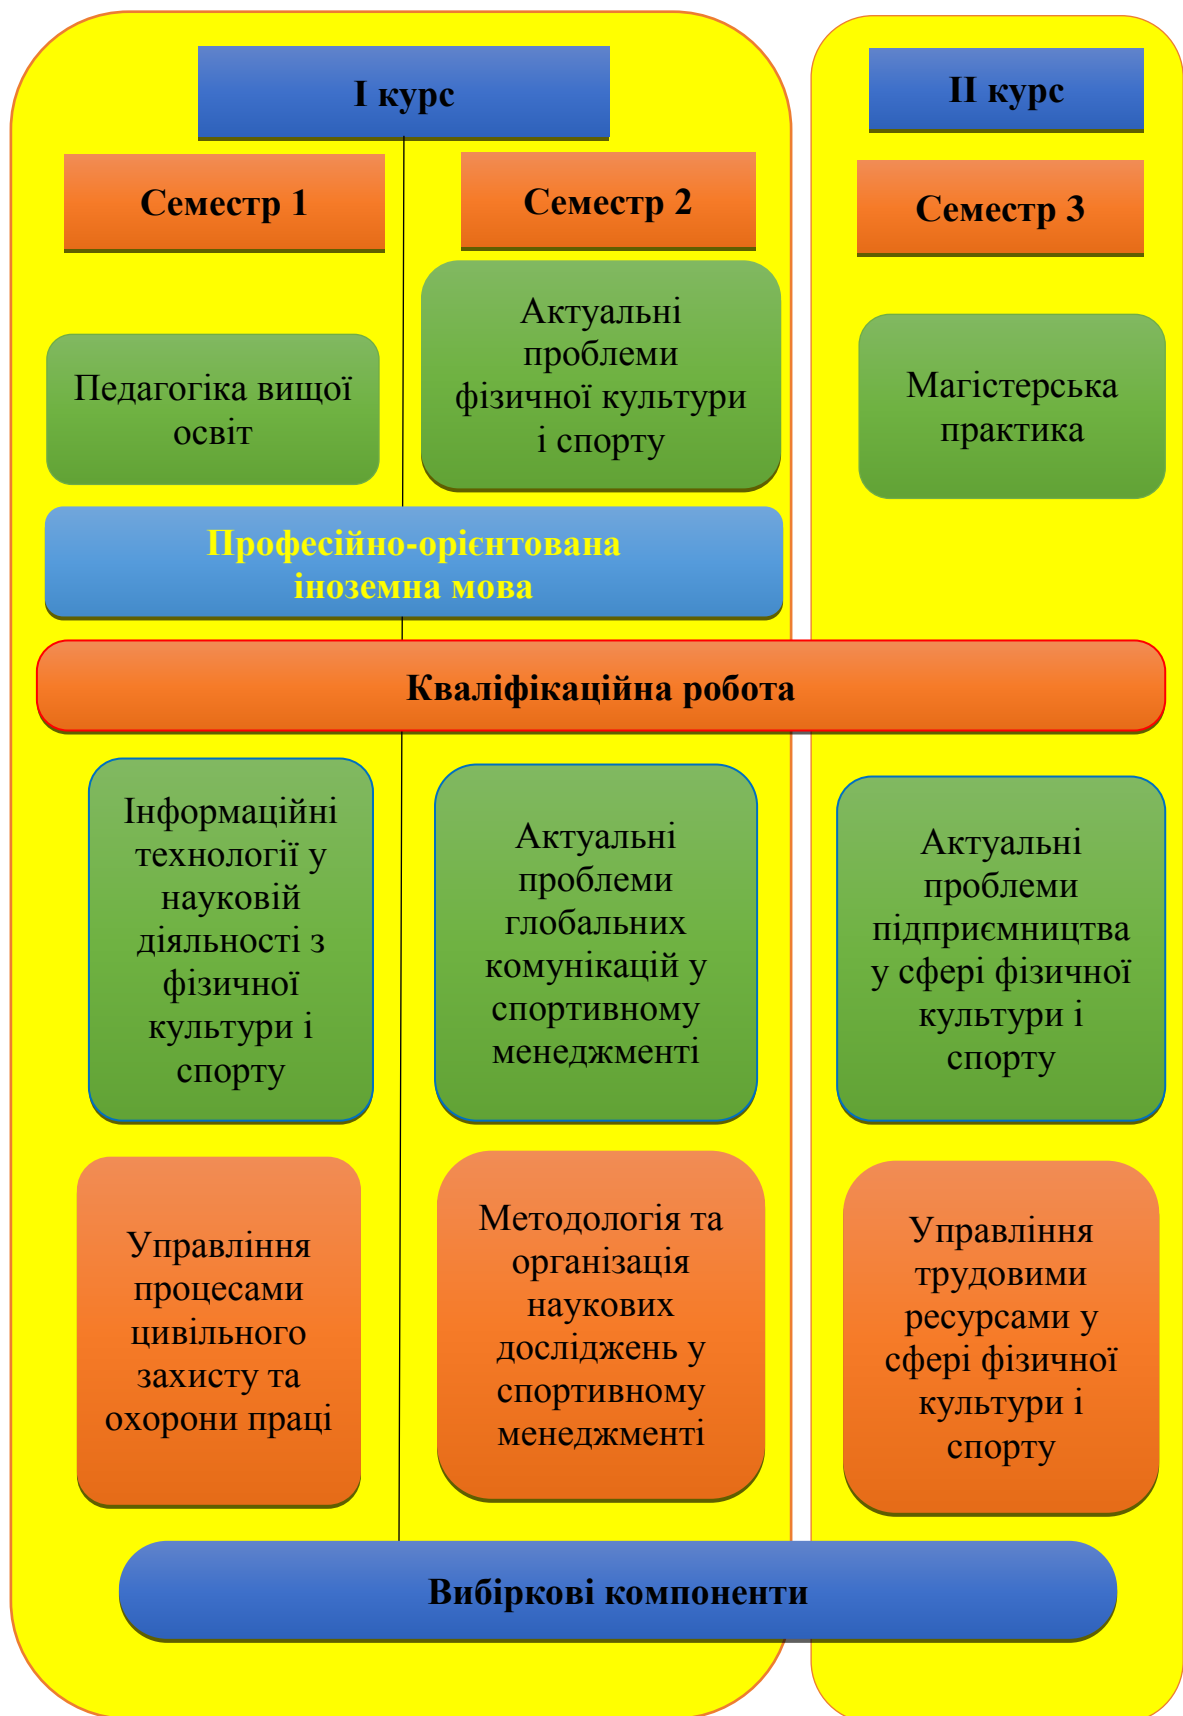 І курс
ІІ курс
Семестр 1
Семестр 2
Семестр 3
Педагогіка вищої
освіт
Актуальні
проблеми
фізичної культури
і спорту
Магістерська
практика
Професійно-орієнтована
іноземна мова
Кваліфікаційна робота
Інформаційні
технології у
науковій
діяльності з
фізичної
культури і
спорту
Актуальні
проблеми
глобальних
комунікацій у
спортивному
менеджменті
Актуальні
проблеми
підприємництва
у сфері фізичної
культури і
спорту
Управління
процесами
цивільного
захисту та
охорони праці
Методологія та
організація
наукових
досліджень у
спортивному
менеджменті
Управління
трудовими
ресурсами у
сфері фізичної
культури і
спорту
Вибіркові компоненти